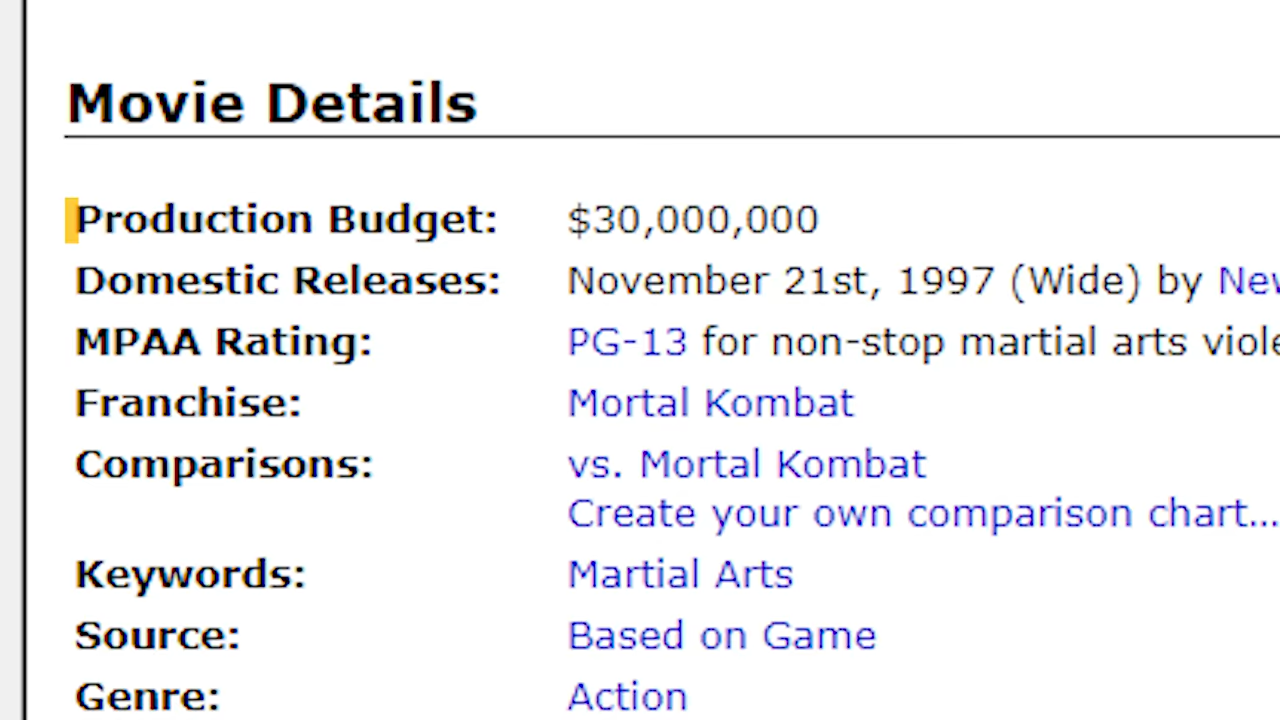 Movie Details
Production Budget: $30,000,000
Domestic Releases: November 21st, 1997 (Wide) by
MPAA Rating: PG-13 for non-stop martial arts
Franchise: Mortal Kombat
Comparisons: vs. Mortal Kombat
Create your own comparison chart...
Keywords: Martial Arts
Source: Based on Game
Genre: Action